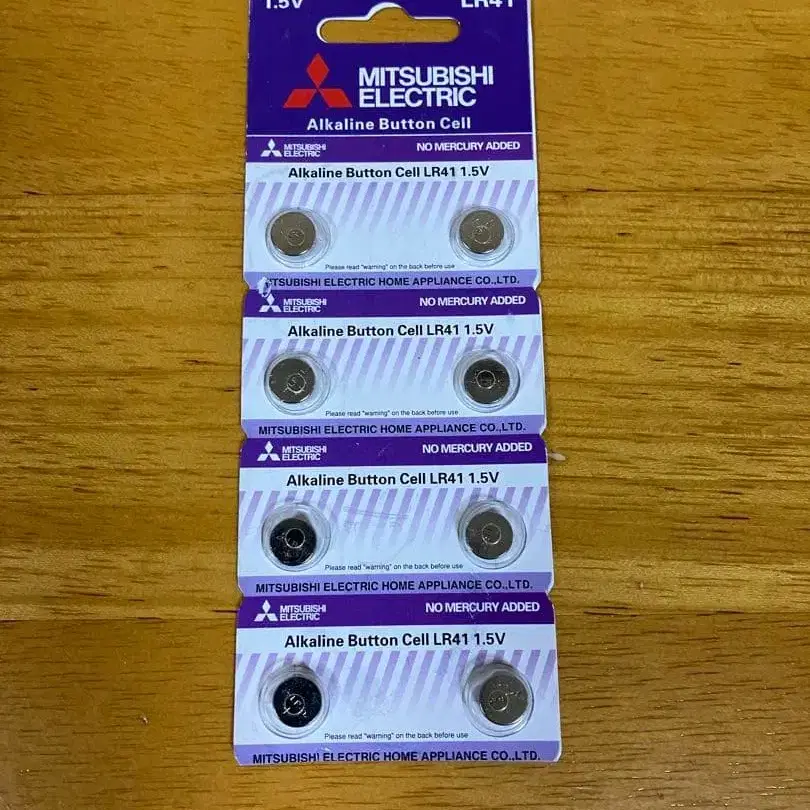 1.5V LR41
MITSUBISHI
ELECTRIC
Alkaline Button Cell
MITSUBISHI
ELECTRIC
NO MERCURY ADDED
Alkaline Button Cell LR41 1.5V
Please read "warning" on the back before use
TSUBISHI ELECTRIC HOME APPLIANCE CO.,LTD.
MITSUBISHI
ELECTRIC
NO MERCURY ADDED
Alkaline Button Cell LR41 1.5V
Please read "warning" on the back before use
MITSUBISHI ELECTRIC HOME APPLIANCE CO.,LTD.
MITSUBISHI
ELECTRIC
NO MERCURY ADDED
Alkaline Button Cell LR41 1.5V
Please read "warning" on the back before use
MITSUBISHI ELECTRIC HOME APPLIANCE CO.,LTD.
MITSUBISHI
ELECTRIC
NO MERCURY ADDED
Alkaline Button Cell LR41 1.5V
Please read "warning" on the back before use
MITSUBISHI ELECTRIC HOME APPLIANCE CO.,LTD.